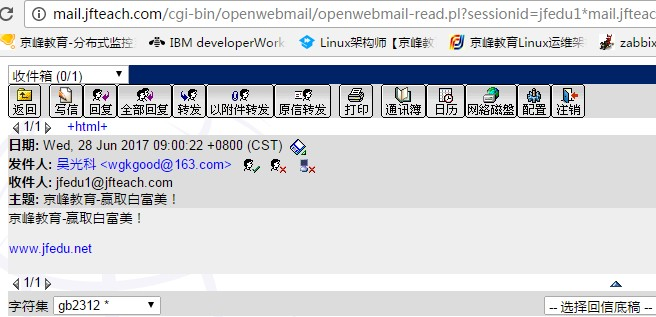 mail.jfteach.com/cgi-bin/openwebmail/openwebmail-read.pl?sessionid=jfedu1*mail.jfteac
京峰教育-分布式监控 IBM developerWork Linux架构师【京峰教 京峰教育Linux运维架 zabbix
收件箱 (0/1)
返回 写信 回复 全部回复 转发 以附件转发 原信转发 打印 通讯簿 日历 网络磁盘 配置 注销
1/1 +html+
日期: Wed, 28 Jun 2017 09:00:22 +0800 (CST)
发件人: 吴光科 <wgkgood@163.com>
收件人: jfedu1@jfteach.com
主题: 京峰教育-赢取白富美！
京峰教育-赢取白富美！
www.jfedu.net
1/1
字符集 gb2312 * -- 选择回信底稿 --